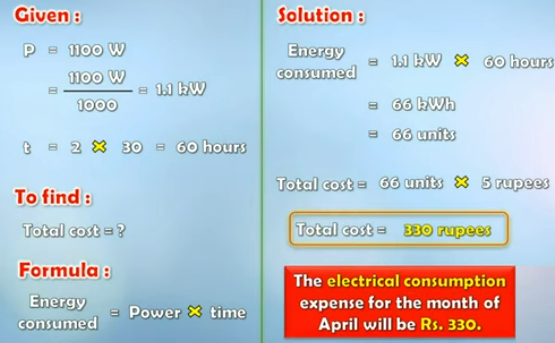 Given :
P = 1100 W
= 1100 W / 1000 = 1.1 kW
t = 2 × 30 = 60 hours
To find :
Total cost = ?
Formula :
Energy consumed = Power × time
Solution :
Energy consumed = 1.1 kW × 60 hours
= 66 kWh
= 66 units
Total cost = 66 units × 5 rupees
Total cost = 330 rupees
The electrical consumption
expense for the month of
April will be Rs. 330.